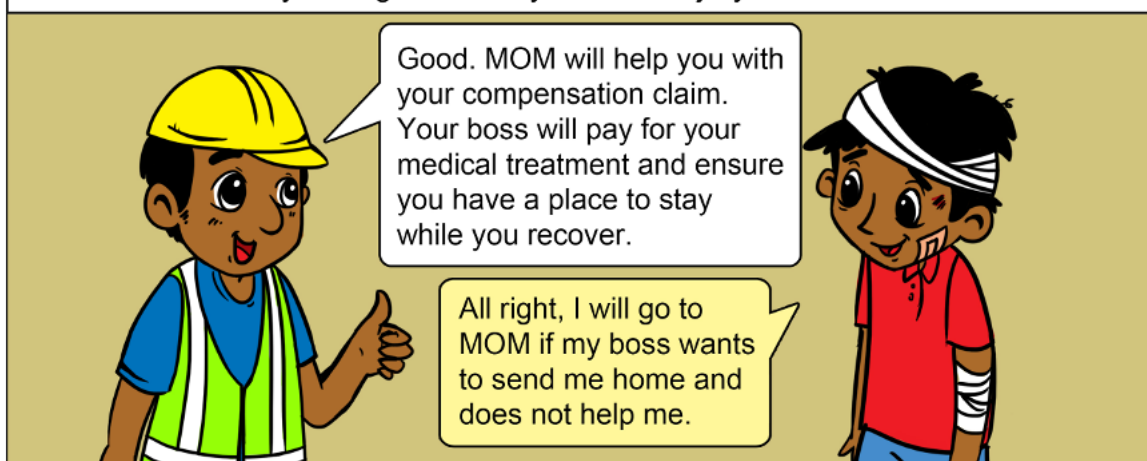 Good. MOM will help you with
your compensation claim.
Your boss will pay for your
medical treatment and ensure
you have a place to stay
while you recover.
All right, I will go to
MOM if my boss wants
to send me home and
does not help me.